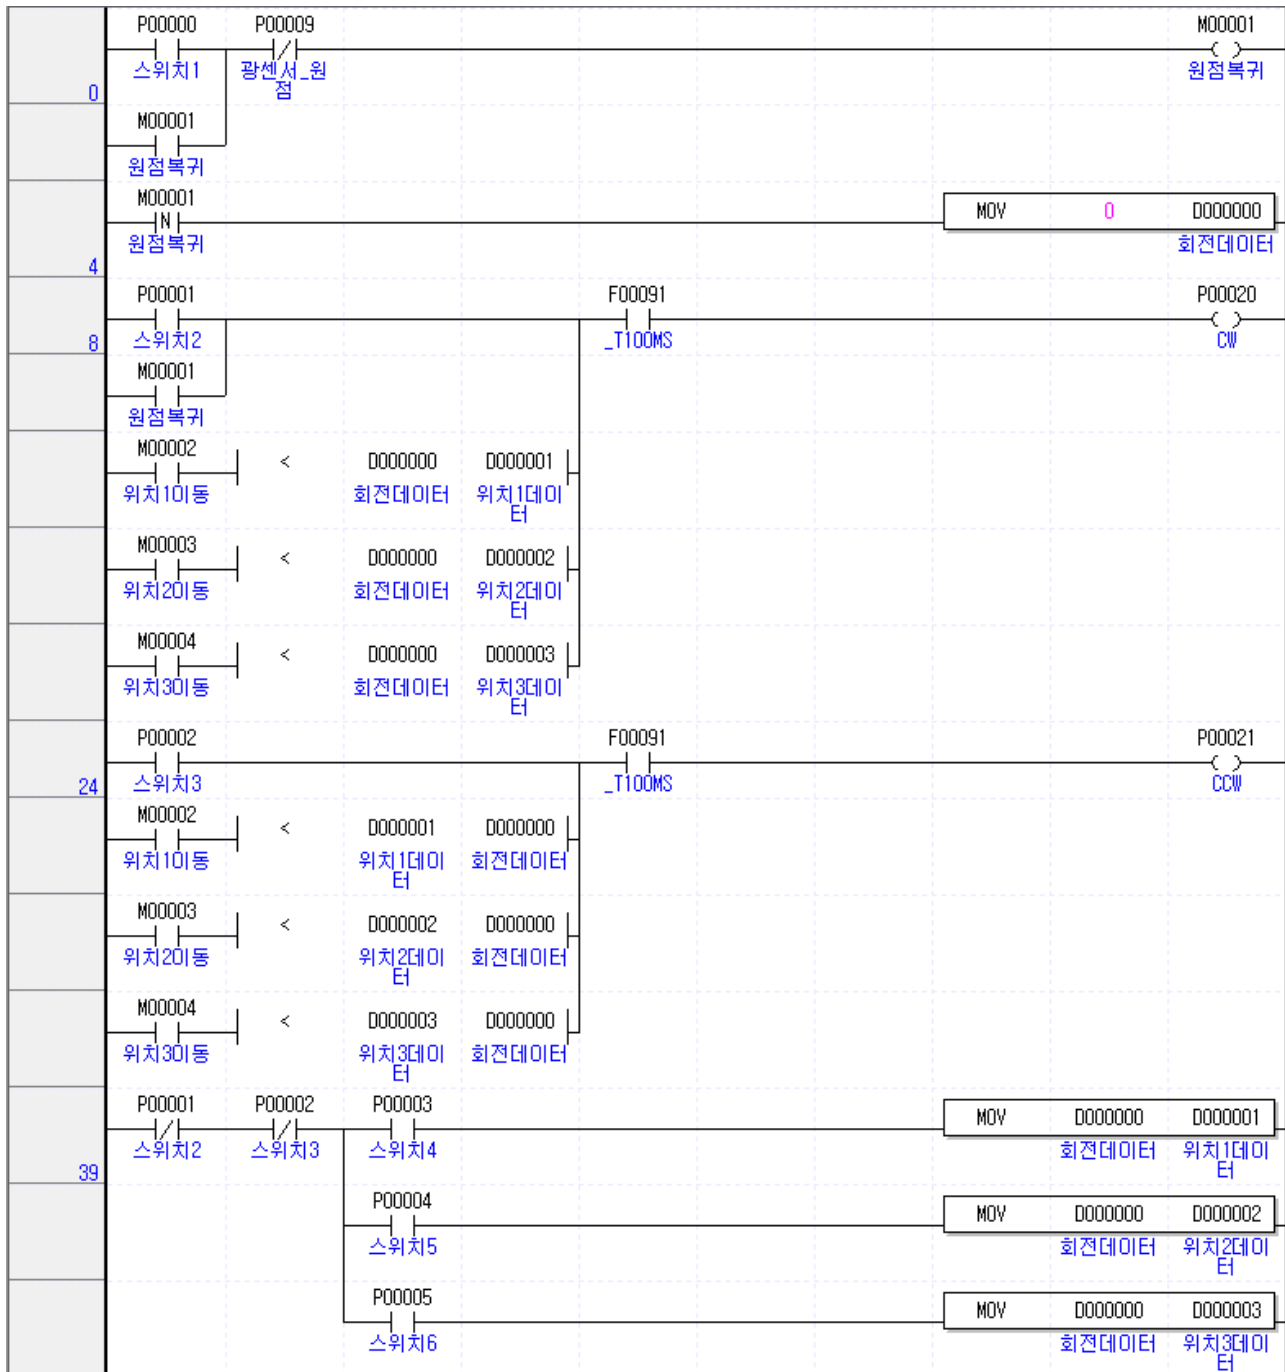 P00000 P00009 M00001
스위치1 광센서_원 원점복귀
점
0
M00001
원점복귀
M00001
N MOV 0 D000000
원점복귀 회전데이터
4
P00001 F00091 P00020
8 스위치2 _T100MS CW
M00001
원점복귀
M00002 < D000000 D000001
위치1이동 회전데이터 위치1데이
터
M00003 < D000000 D000002
위치2이동 회전데이터 위치2데이
터
M00004 < D000000 D000003
위치3이동 회전데이터 위치3데이
터
P00002 F00091 P00021
24 스위치3 _T100MS CCW
M00002 < D000001 D000000
위치1이동 위치1데이 회전데이터
터
M00003 < D000002 D000000
위치2이동 위치2데이 회전데이터
터
M00004 < D000003 D000000
위치3이동 위치3데이 회전데이터
터
P00001 P00002 P00003 MOV D000000 D000001
스위치2 스위치3 스위치4 회전데이터 위치1데이
39 터
P00004 MOV D000000 D000002
스위치5 회전데이터 위치2데이
터
P00005 MOV D000000 D000003
스위치6 회전데이터 위치3데이
터